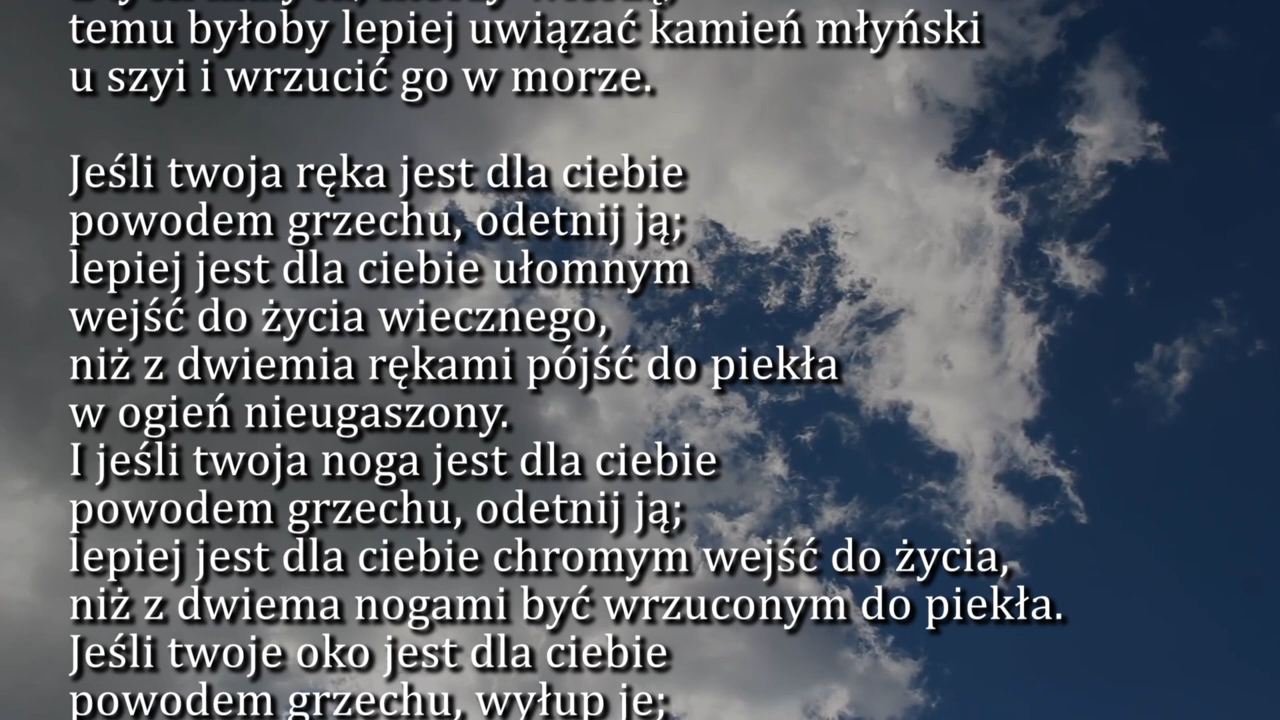 temu byłoby lepiej uwiązać kamień młyński
u szyi i wrzucić go w morze.
Jeśli twoja ręka jest dla ciebie
powodem grzechu, odetnij ją;
lepiej jest dla ciebie ułomnym
wejść do życia wiecznego,
niż z dwiemia rękami pójść do piekła
w ogień nieugaszony.
I jeśli twoja noga jest dla ciebie
powodem grzechu, odetnij ją;
lepiej jest dla ciebie chromym wejść do życia,
niż z dwiema nogami być wrzuconym do piekła.
Jeśli twoje oko jest dla ciebie
powodem grzechu, wyłup je;